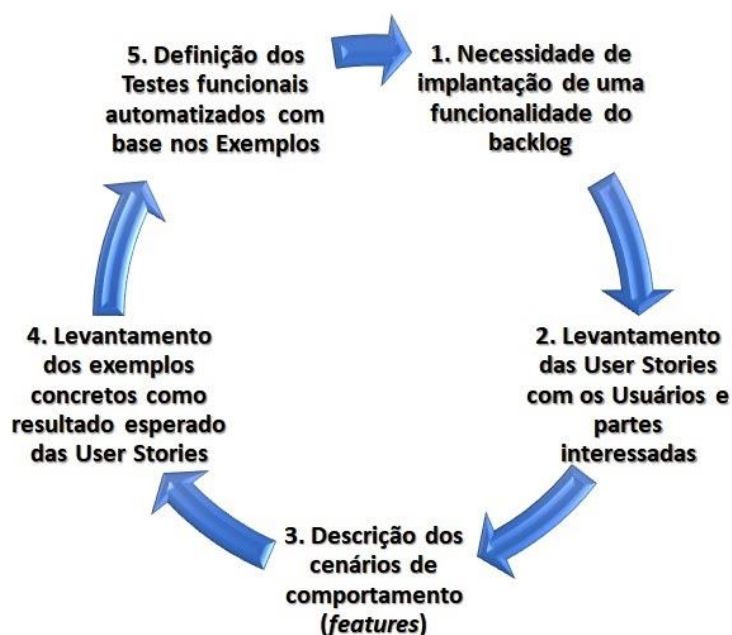 1. Necessidade de
implantação de uma
funcionalidade do
backlog
2. Levantamento
das User Stories
com os Usuários e
partes
interessadas
3. Descrição dos
cenários de
comportamento
(features)
4. Levantamento
dos exemplos
concretos como
resultado esperado
das User Stories
5. Definição dos
Testes funcionais
automatizados com
base nos Exemplos